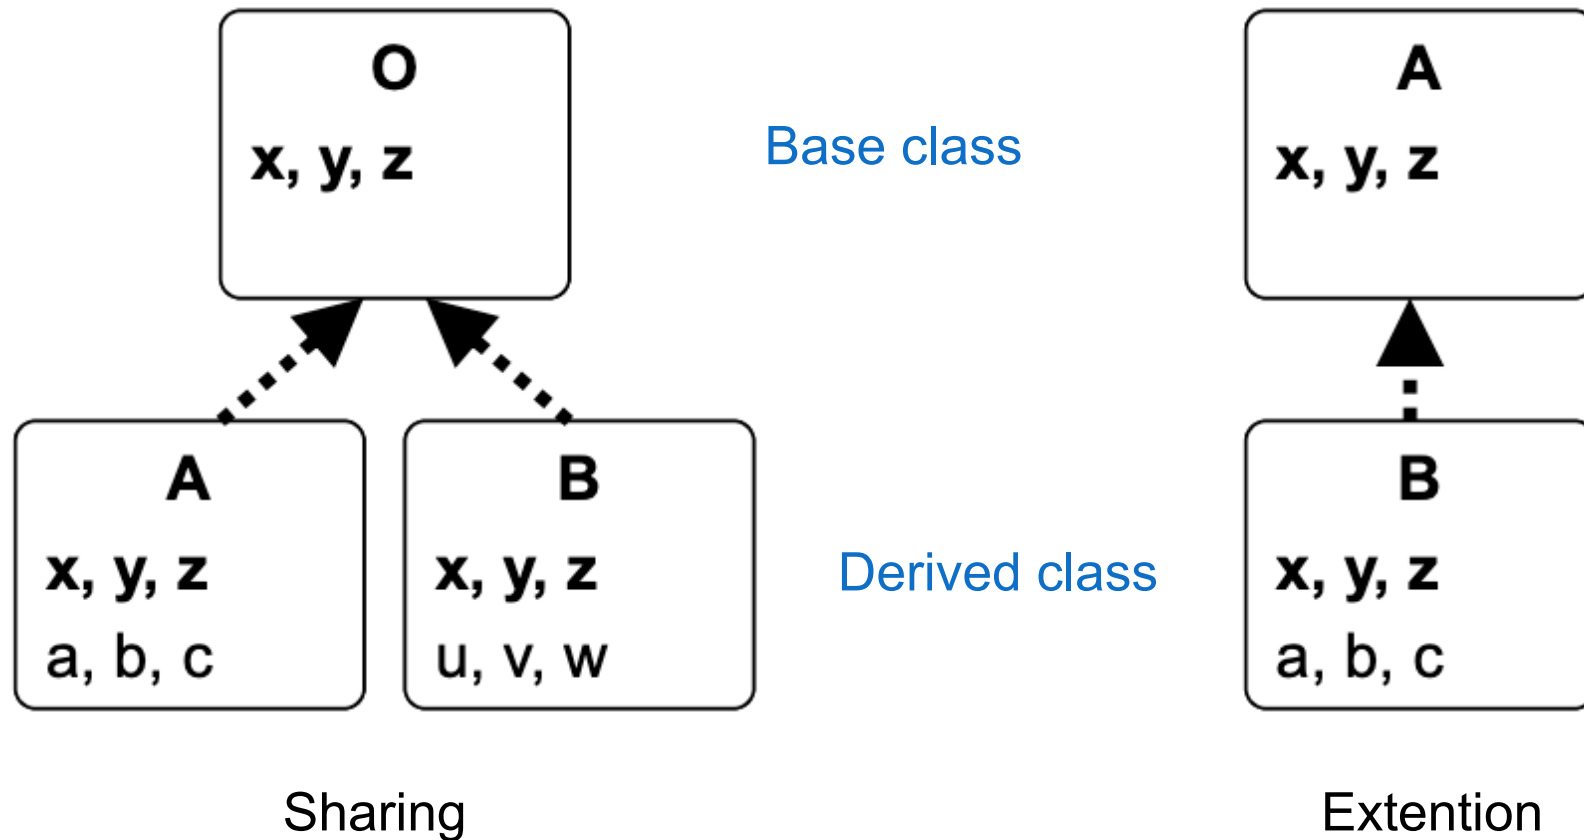 O
x, y, z
Base class
A
x, y, z
A
x, y, z
a, b, c
B
x, y, z
u, v, w
Derived class
B
x, y, z
a, b, c
Sharing
Extention